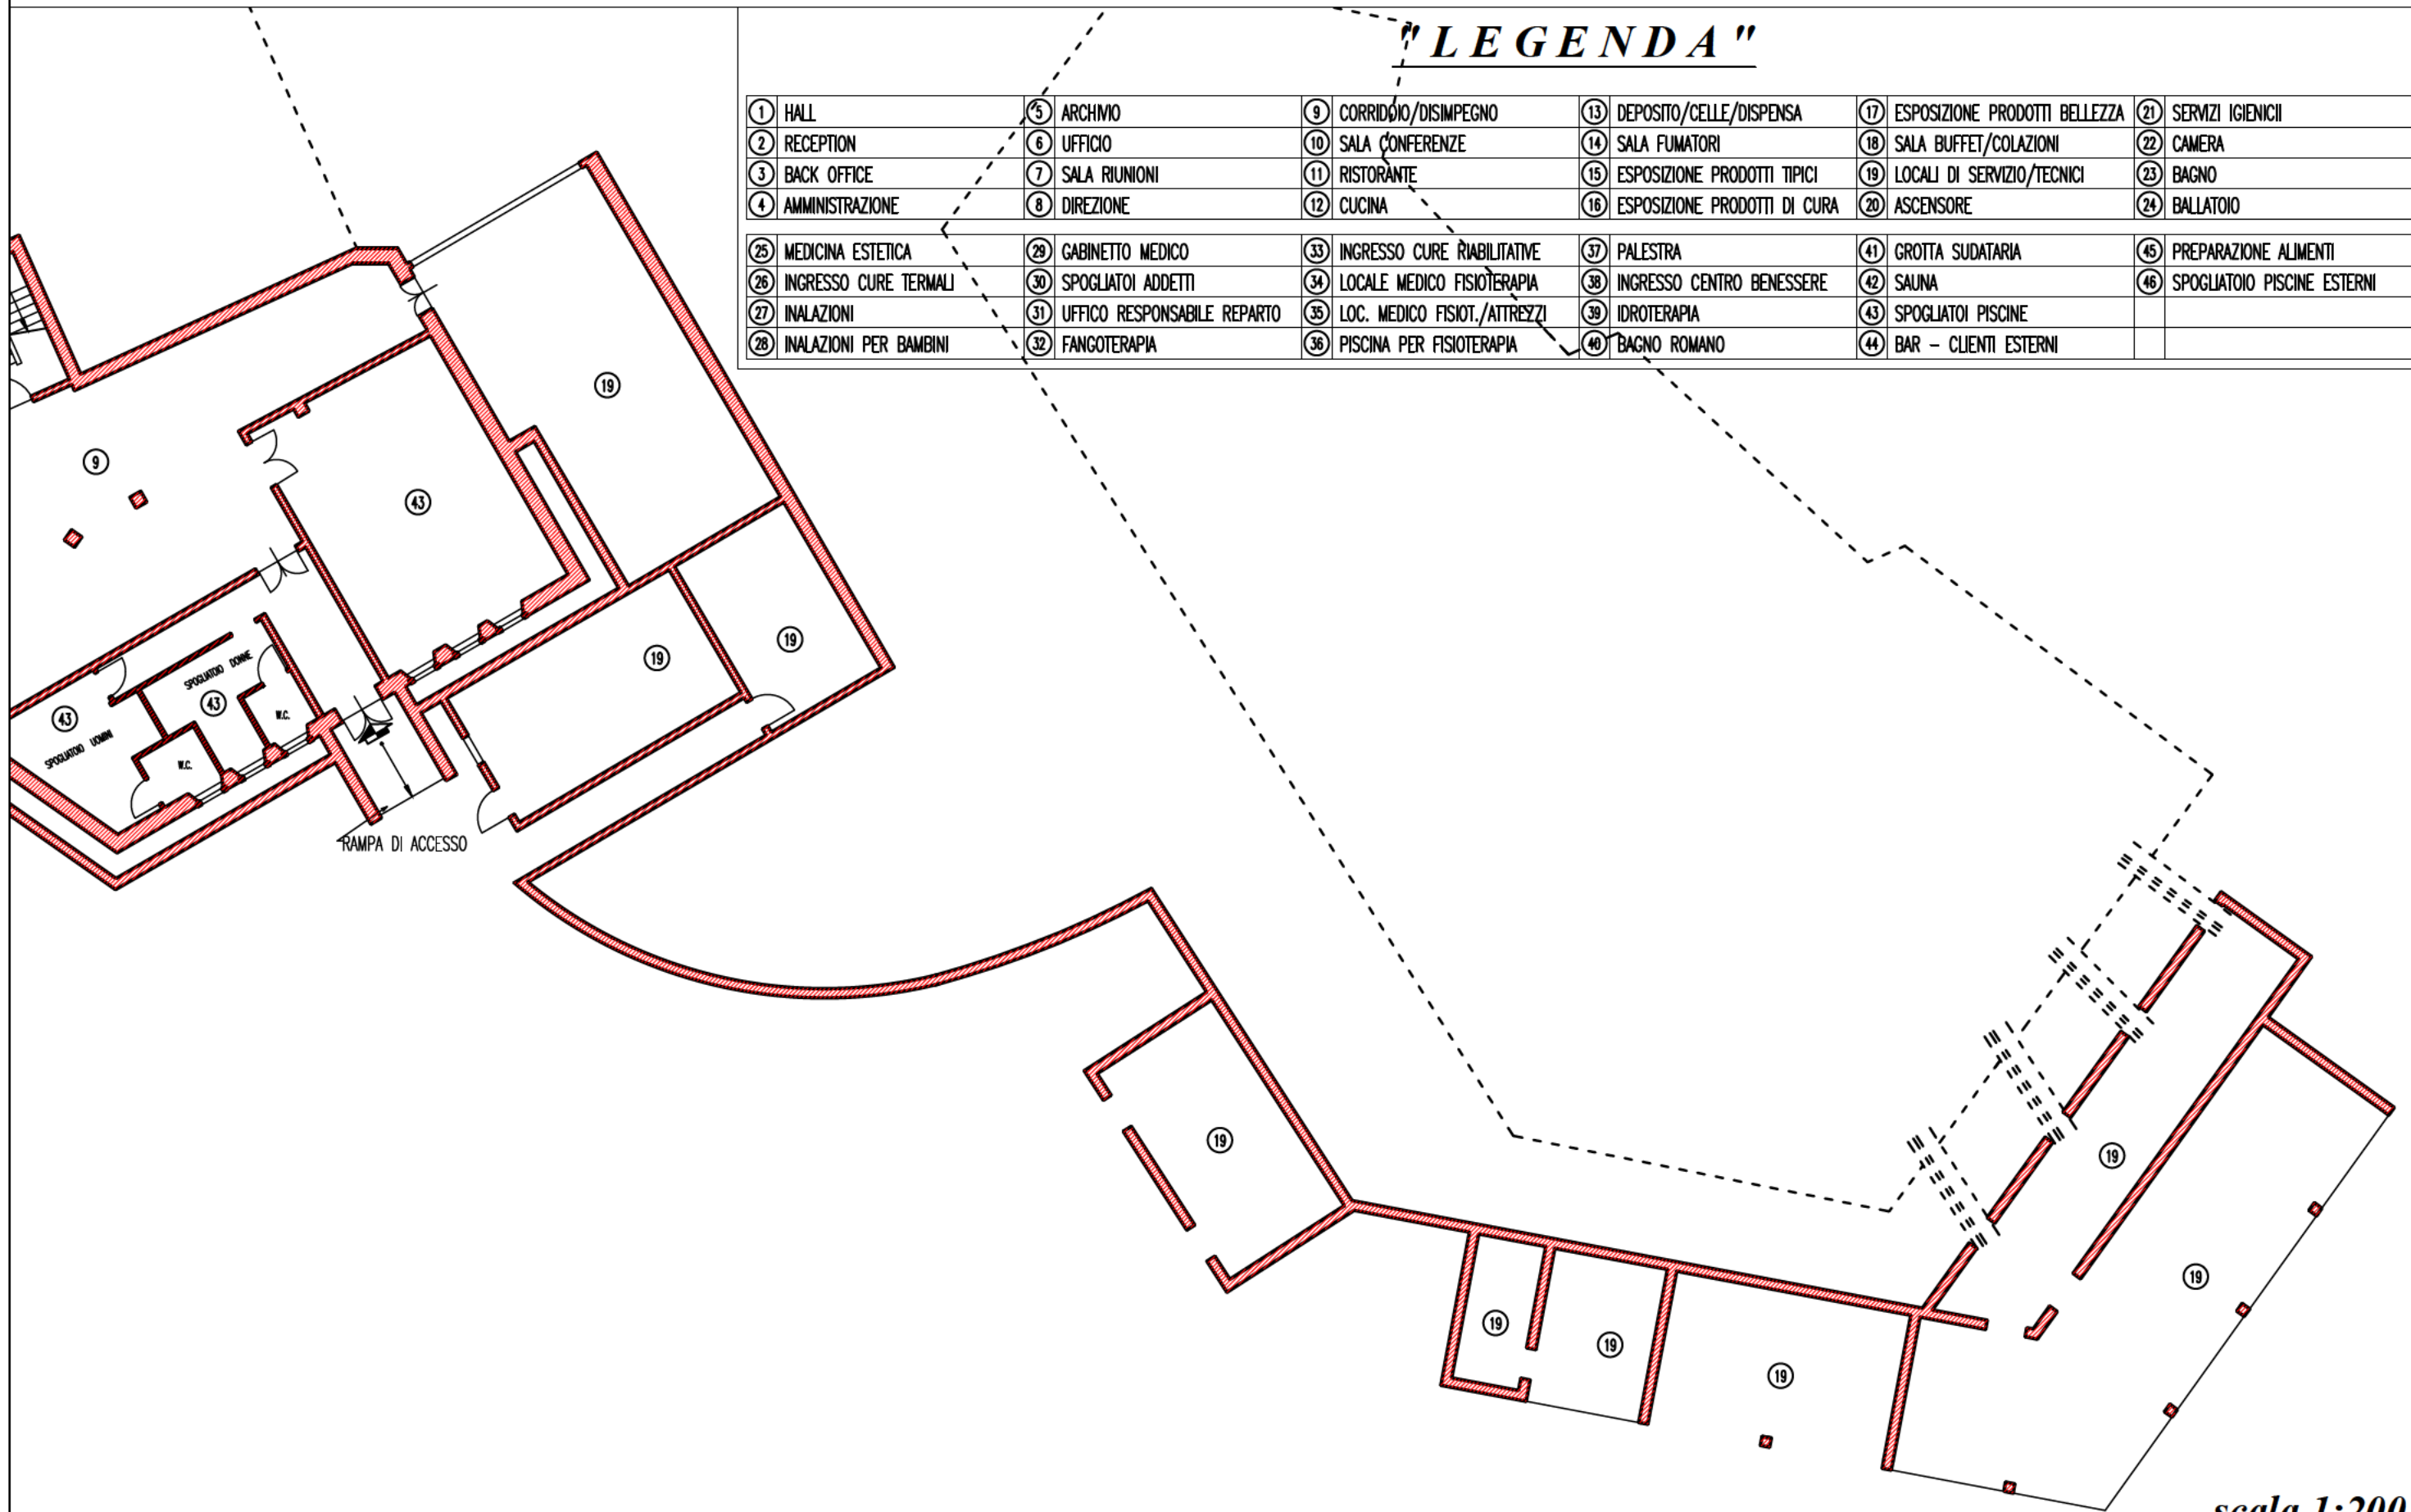 "LEGENDA"
1 HALL 5 ARCHIVIO 9 CORRIDOIO/DISIMPEGNO 13 DEPOSITO/CELLE/DISPENSA 17 ESPOSIZIONE PRODOTTI BELLEZZA 21 SERVIZI IGIENICII
2 RECEPTION 6 UFFICIO 10 SALA CONFERENZE 14 SALA FUMATORI 18 SALA BUFFET/COLAZIONI 22 CAMERA
3 BACK OFFICE 7 SALA RIUNIONI 11 RISTORANTE 15 ESPOSIZIONE PRODOTTI TIPICI 19 LOCALI DI SERVIZIO/TECNICI 23 BAGNO
4 AMMINISTRAZIONE 8 DIREZIONE 12 CUCINA 16 ESPOSIZIONE PRODOTTI DI CURA 20 ASCENSORE 24 BALLATOIO
25 MEDICINA ESTETICA 29 GABINETTO MEDICO 33 INGRESSO CURE RIABILITATIVE 37 PALESTRA 41 GROTTA SUDATARIA 45 PREPARAZIONE ALIMENTI
26 INGRESSO CURE TERMALI 30 SPOGLIATOI ADDETTI 34 LOCALE MEDICO FISIOTERAPIA 38 INGRESSO CENTRO BENESSERE 42 SAUNA 46 SPOGLIATOIO PISCINE ESTERNI
27 INALAZIONI 31 UFFICO RESPONSABILE REPARTO 35 LOC. MEDICO FISIOT./ATTREZZI 39 IDROTERAPIA 43 SPOGLIATOI PISCINE
28 INALAZIONI PER BAMBINI 32 FANGOTERAPIA 36 PISCINA PER FISIOTERAPIA 40 BAGNO ROMANO 44 BAR – CLIENTI ESTERNI
19
9
43
19
19
SPOGLIATOIO DONNE
43
W.C.
43
SPOGLIATOIO UOMINI
W.C.
RAMPA DI ACCESSO
19
19
19
19
19
19
scala 1:200